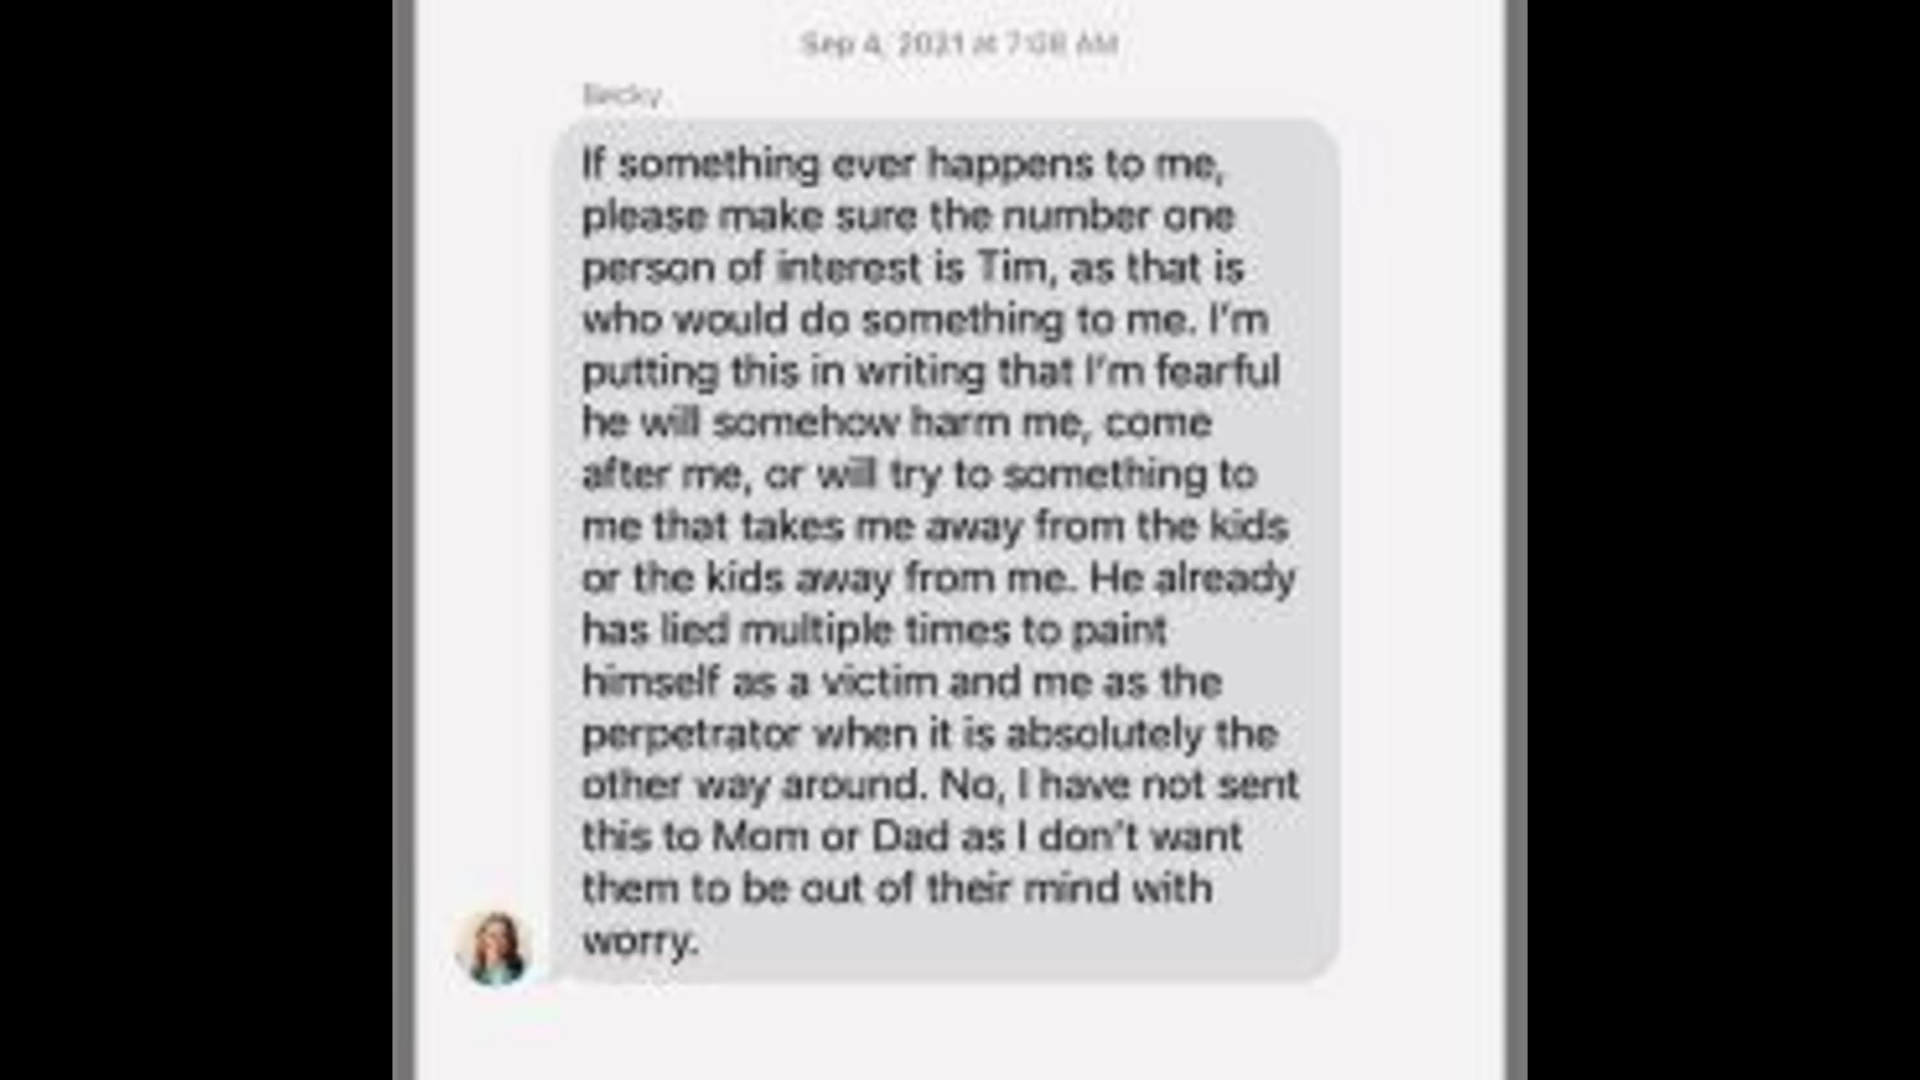 Sep 4, 2021 at 7:08 AM
Becky
If something ever happens to me,
please make sure the number one
person of interest is Tim, as that is
who would do something to me. I'm
putting this in writing that I'm fearful
he will somehow harm me, come
after me, or will try to something to
me that takes me away from the kids
or the kids away from me. He already
has lied multiple times to paint
himself as a victim and me as the
perpetrator when it is absolutely the
other way around. No, I have not sent
this to Mom or Dad as I don't want
them to be out of their mind with
worry.